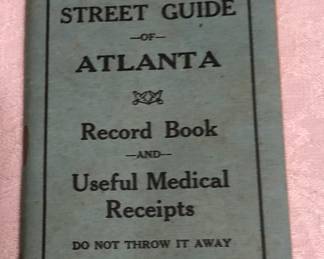 STREET GUIDE
—OF—
ATLANTA
Record Book
—AND—
Useful Medical
Receipts
DO NOT THROW IT AWAY